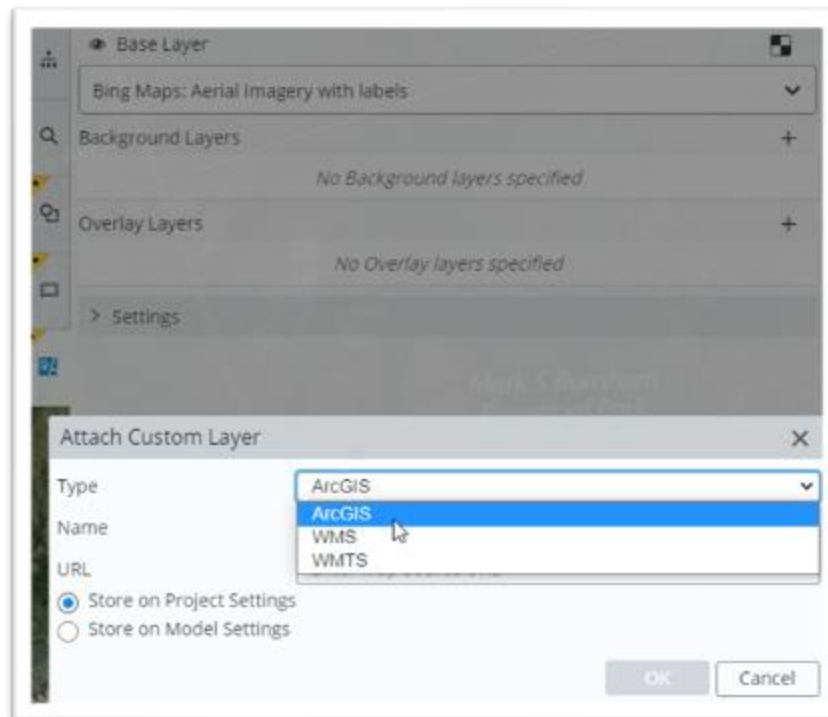 Base Layer
Bing Maps: Aerial Imagery with labels
Background Layers +
No Background layers specified
Overlay Layers +
No Overlay layers specified
> Settings
Attach Custom Layer
Type ArcGIS
ArcGIS
Name
WMS
WMTS
URL
Store on Project Settings
Store on Model Settings
OK Cancel